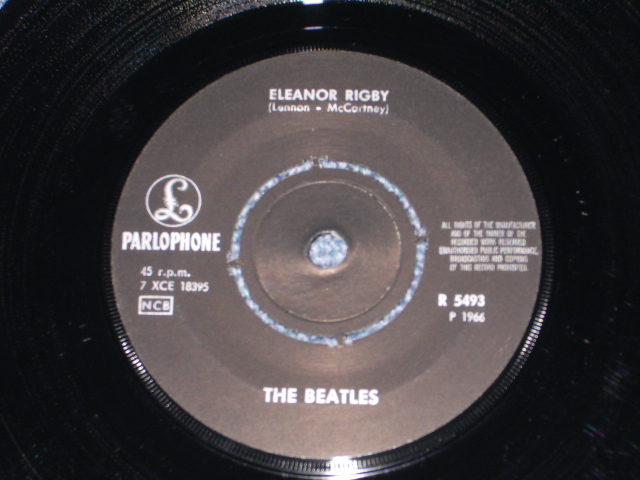 ELEANOR RIGBY
(Lennon - McCartney)
£
PARLOPHONE
45 r.p.m.
7 XCE 18395
NCB
ALL RIGHTS OF THE MANUFACTURER
AND OF THE OWNER OF THE
RECORDED WORK RESERVED
UNAUTHORISED PUBLIC PERFORMANCE,
BROADCASTING AND COPYING
OF THIS RECORD PROHIBITED.
R 5493
P 1966
THE BEATLES